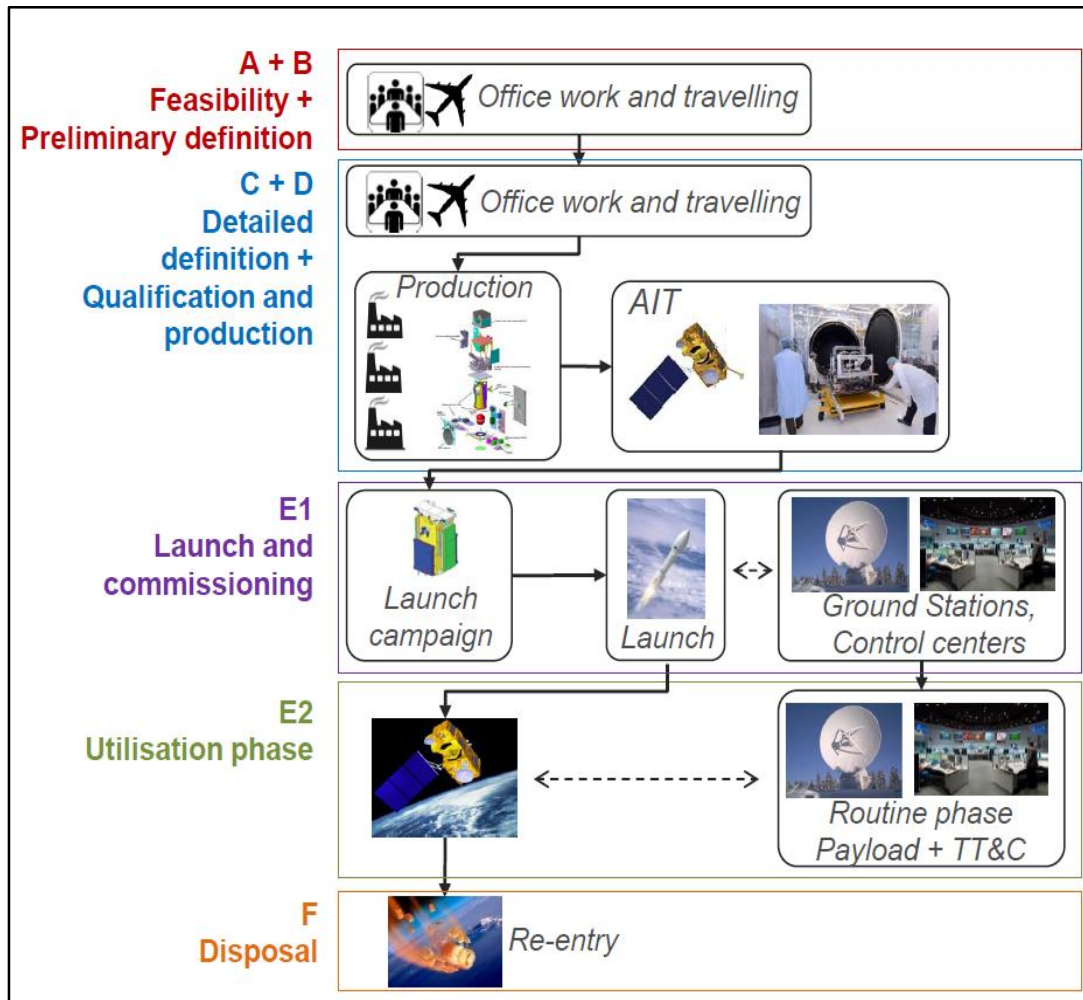 A + B
Feasibility +
Preliminary definition
Office work and travelling
C + D
Detailed
definition +
Qualification and
production
Office work and travelling
Production
AIT
E1
Launch and
commissioning
Launch
campaign
Launch
Ground Stations,
Control centers
E2
Utilisation phase
Routine phase
Payload + TT&C
F
Disposal
Re-entry